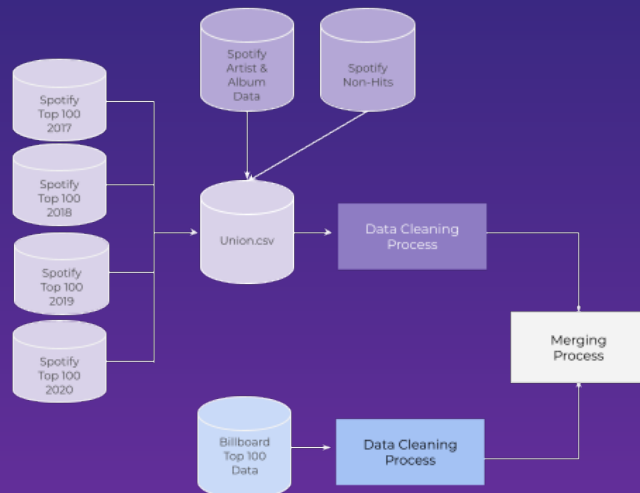 Spotify
Artist &
Album
Data
Spotify
Non-Hits
Spotify
Top 100
2017
Spotify
Top 100
2018
Spotify
Top 100
2019
Spotify
Top 100
2020
Union.csv
Data Cleaning
Process
Merging
Process
Billboard
Top 100
Data
Data Cleaning
Process